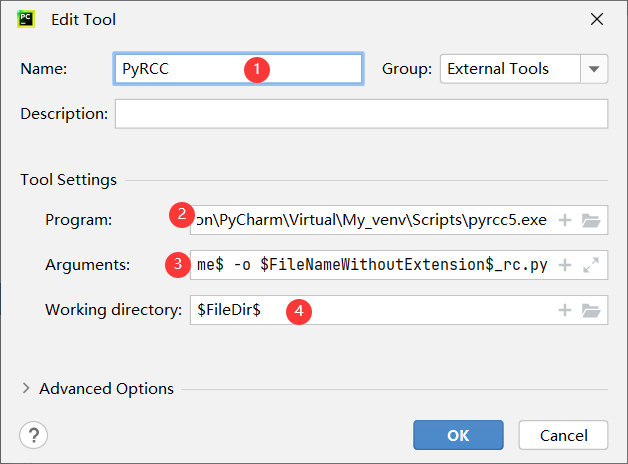 PC Edit Tool
Name: PyRCC 1 Group: External Tools
Description:
Tool Settings
Program: 2 on\PyCharm\Virtual\My_venv\Scripts\pyrcc5.exe
Arguments: 3 me$ -o $FileNameWithoutExtension$_rc.py
Working directory: $FileDir$ 4
Advanced Options
? OK Cancel